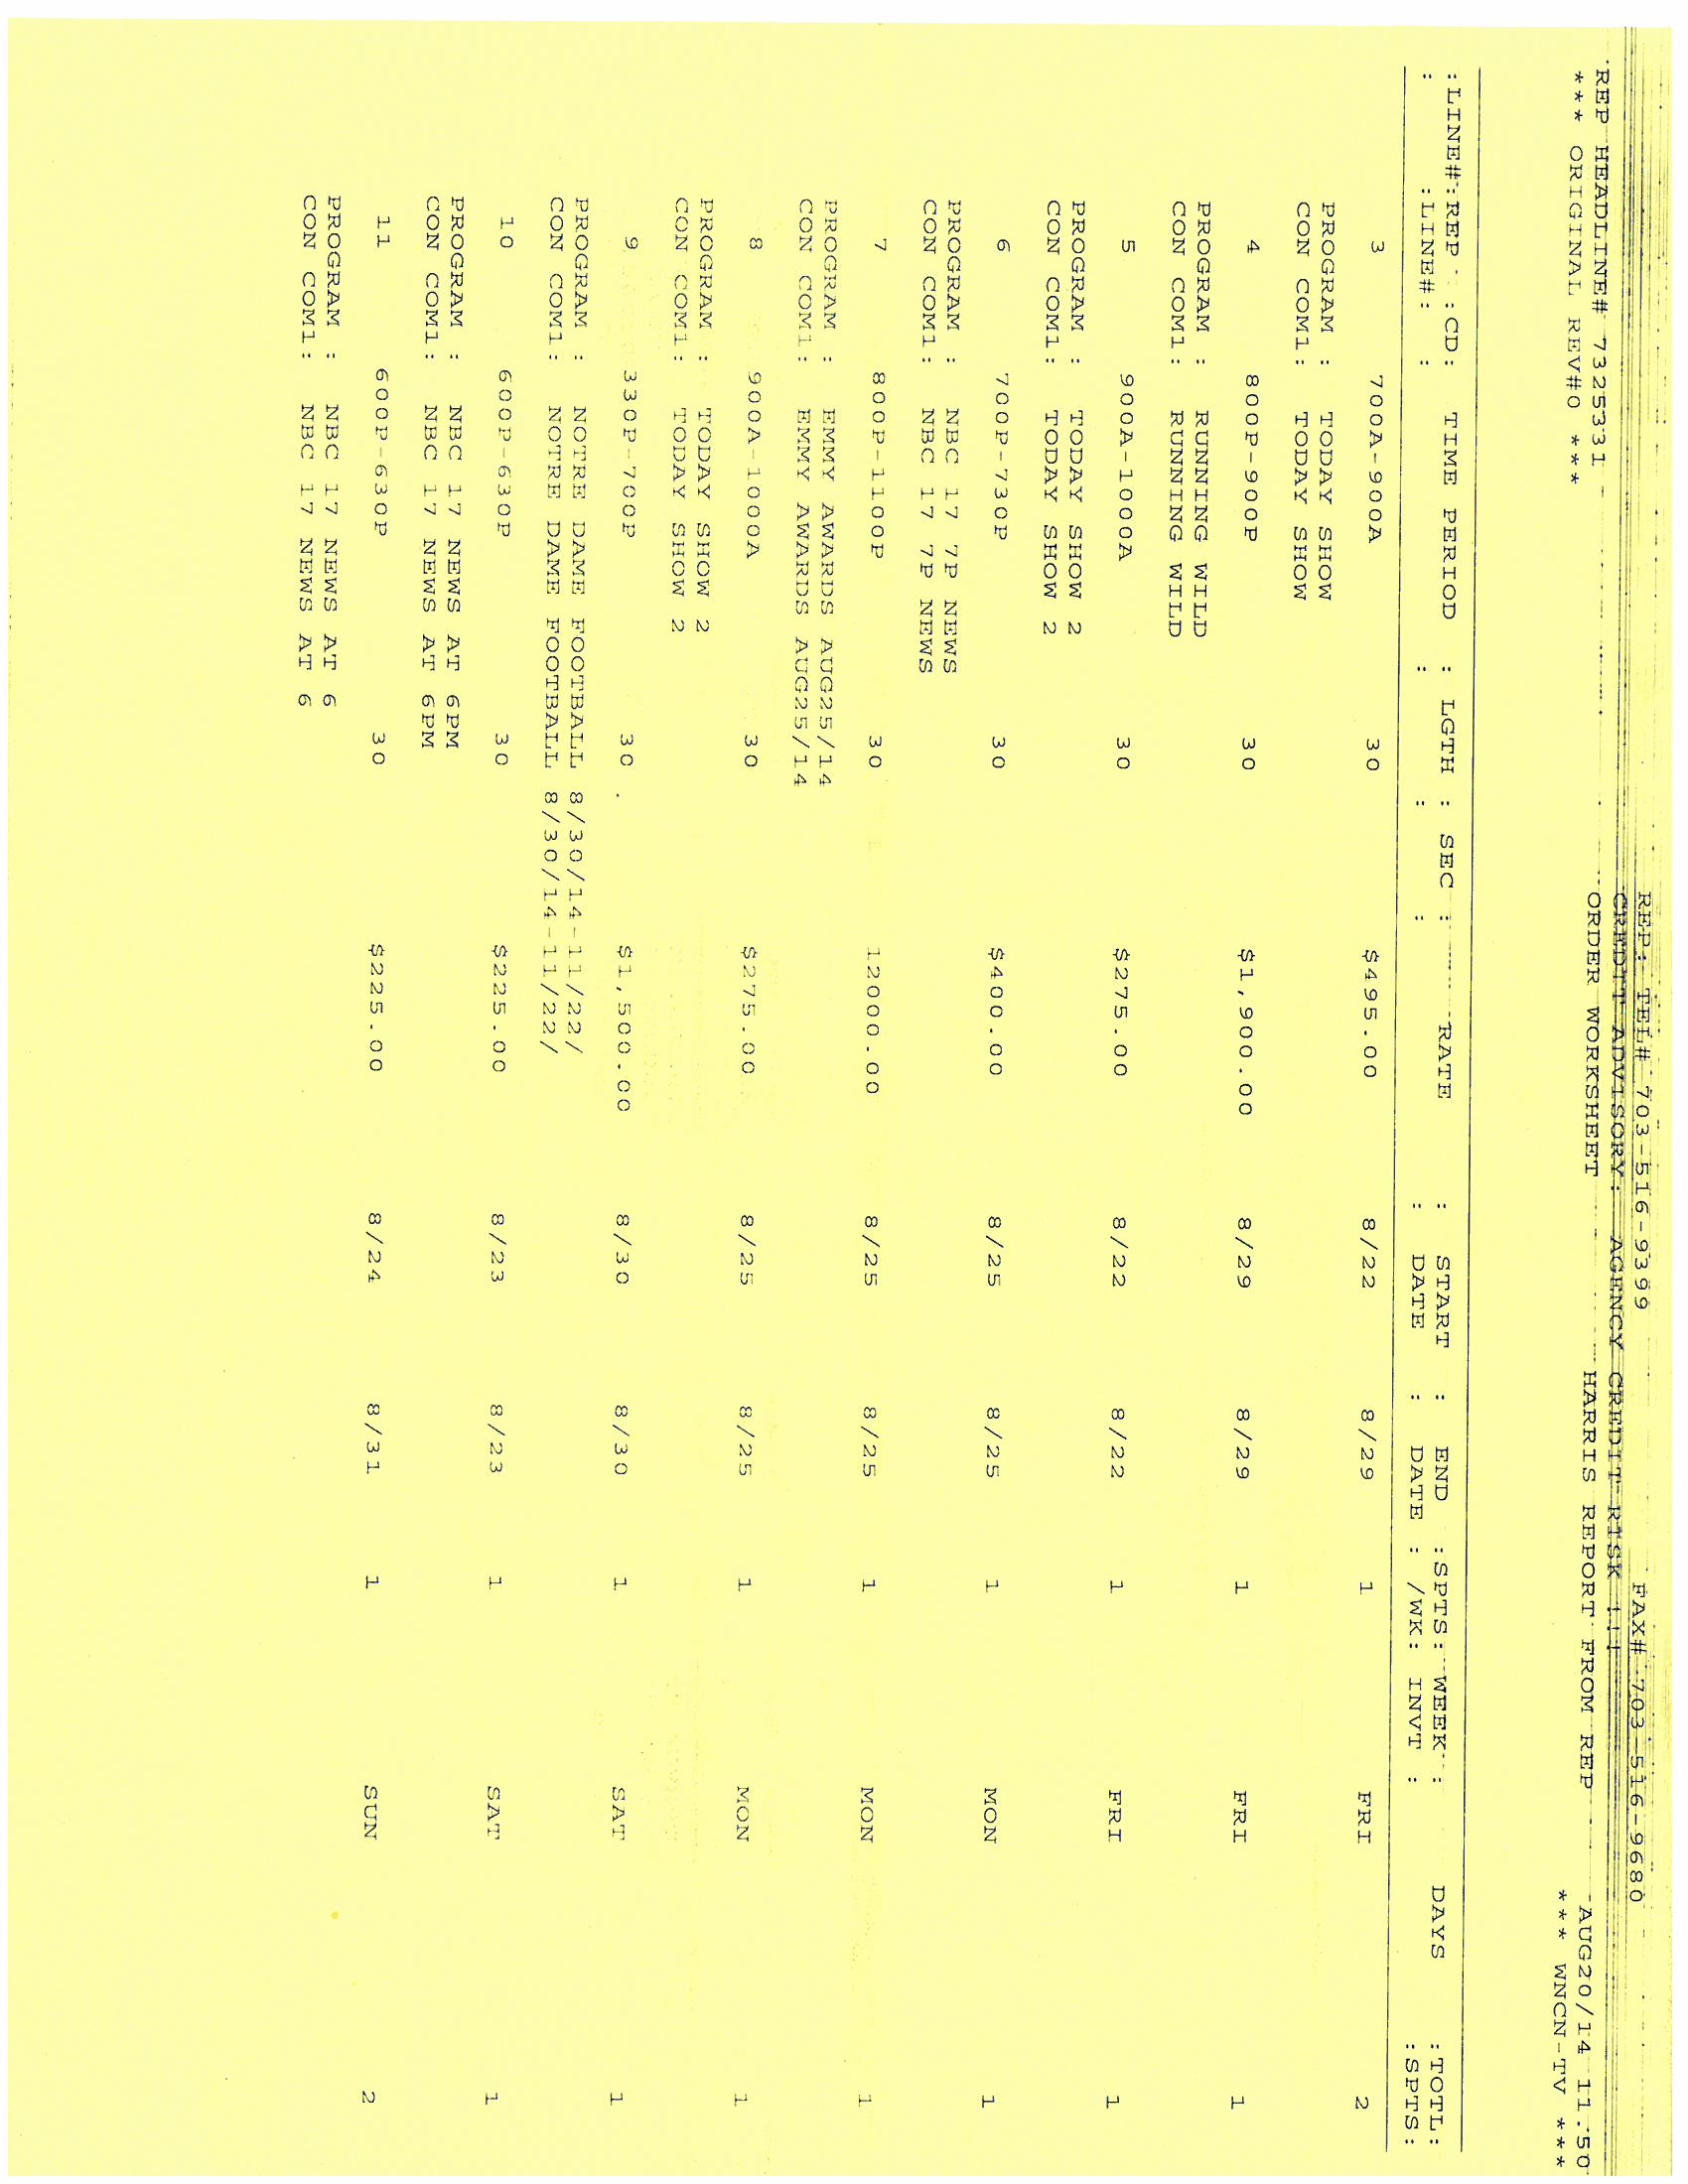 REP: TEL# 703-516-9399 FAX# 703-516-9680
CREDIT ADVISORY: AGENCY CREDIT RISK !!!
ORDER WORKSHEET HARRIS REPORT FROM REP AUG20/14 11.50
REP HEADLINE# 7325331
*** ORIGINAL REV#0 *** *** WNCN-TV ***
:LINE#:REP :CD: TIME PERIOD : LGTH : SEC : RATE : START : END :SPTS: WEEK : DAYS :TOTL:
: :LINE#: : : : : : DATE : DATE : /WK: INVT : :SPTS:
3 700A-900A 30 $495.00 8/22 8/29 1 FRI 2
PROGRAM : TODAY SHOW
CON COM1: TODAY SHOW
4 800P-900P 30 $1,900.00 8/29 8/29 1 FRI 1
PROGRAM : RUNNING WILD
CON COM1: RUNNING WILD
5 900A-1000A 30 $275.00 8/22 8/22 1 FRI 1
PROGRAM : TODAY SHOW 2
CON COM1: TODAY SHOW 2
6 700P-730P 30 $400.00 8/25 8/25 1 MON 1
PROGRAM : NBC 17 7P NEWS
CON COM1: NBC 17 7P NEWS
7 800P-1100P 30 12000.00 8/25 8/25 1 MON 1
PROGRAM : EMMY AWARDS AUG25/14
CON COM1: EMMY AWARDS AUG25/14
8 900A-1000A 30 $275.00 8/25 8/25 1 MON 1
PROGRAM : TODAY SHOW 2
CON COM1: TODAY SHOW 2
9 330P-700P 30 $1,500.00 8/30 8/30 1 SAT 1
PROGRAM : NOTRE DAME FOOTBALL 8/30/14-11/22/
CON COM1: NOTRE DAME FOOTBALL 8/30/14-11/22/
10 600P-630P 30 $225.00 8/23 8/23 1 SAT 1
PROGRAM : NBC 17 NEWS AT 6PM
CON COM1: NBC 17 NEWS AT 6PM
11 600P-630P 30 $225.00 8/24 8/31 1 SUN 2
PROGRAM : NBC 17 NEWS AT 6
CON COM1: NBC 17 NEWS AT 6